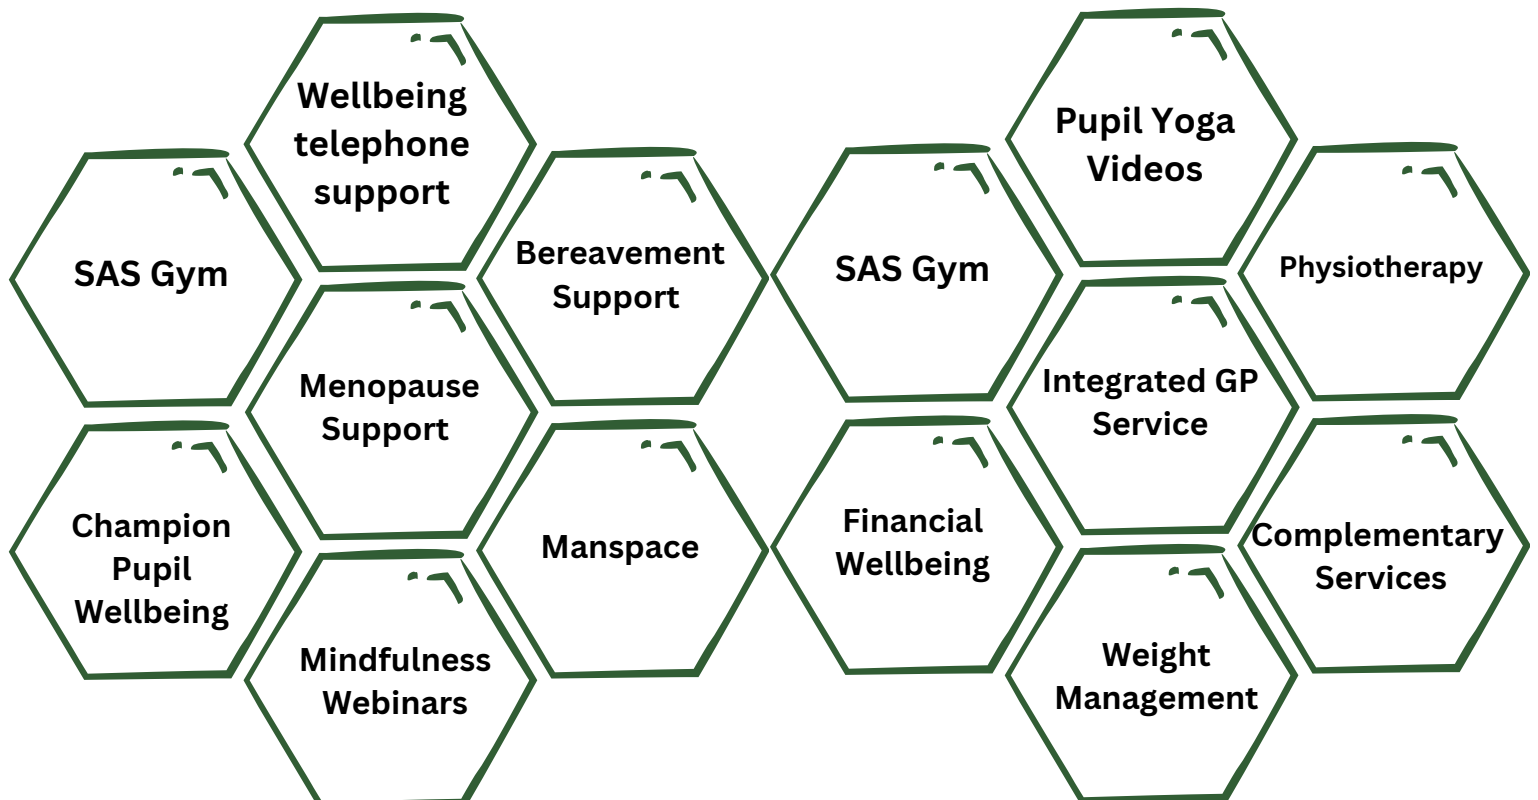 Wellbeing
telephone
support
SAS Gym
Bereavement
Support
Menopause
Support
Champion
Pupil
Wellbeing
Manspace
Mindfulness
Webinars
Pupil Yoga
Videos
SAS Gym
Physiotherapy
Integrated GP
Service
Financial
Wellbeing
Complementary
Services
Weight
Management